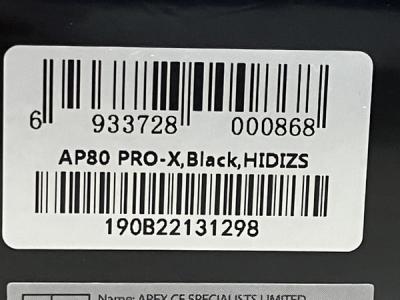 6 933728 000868
AP80 PRO-X,Black,HIDIZS
190B22131298
Name: APEX CE SPECIALISTS LIMITED